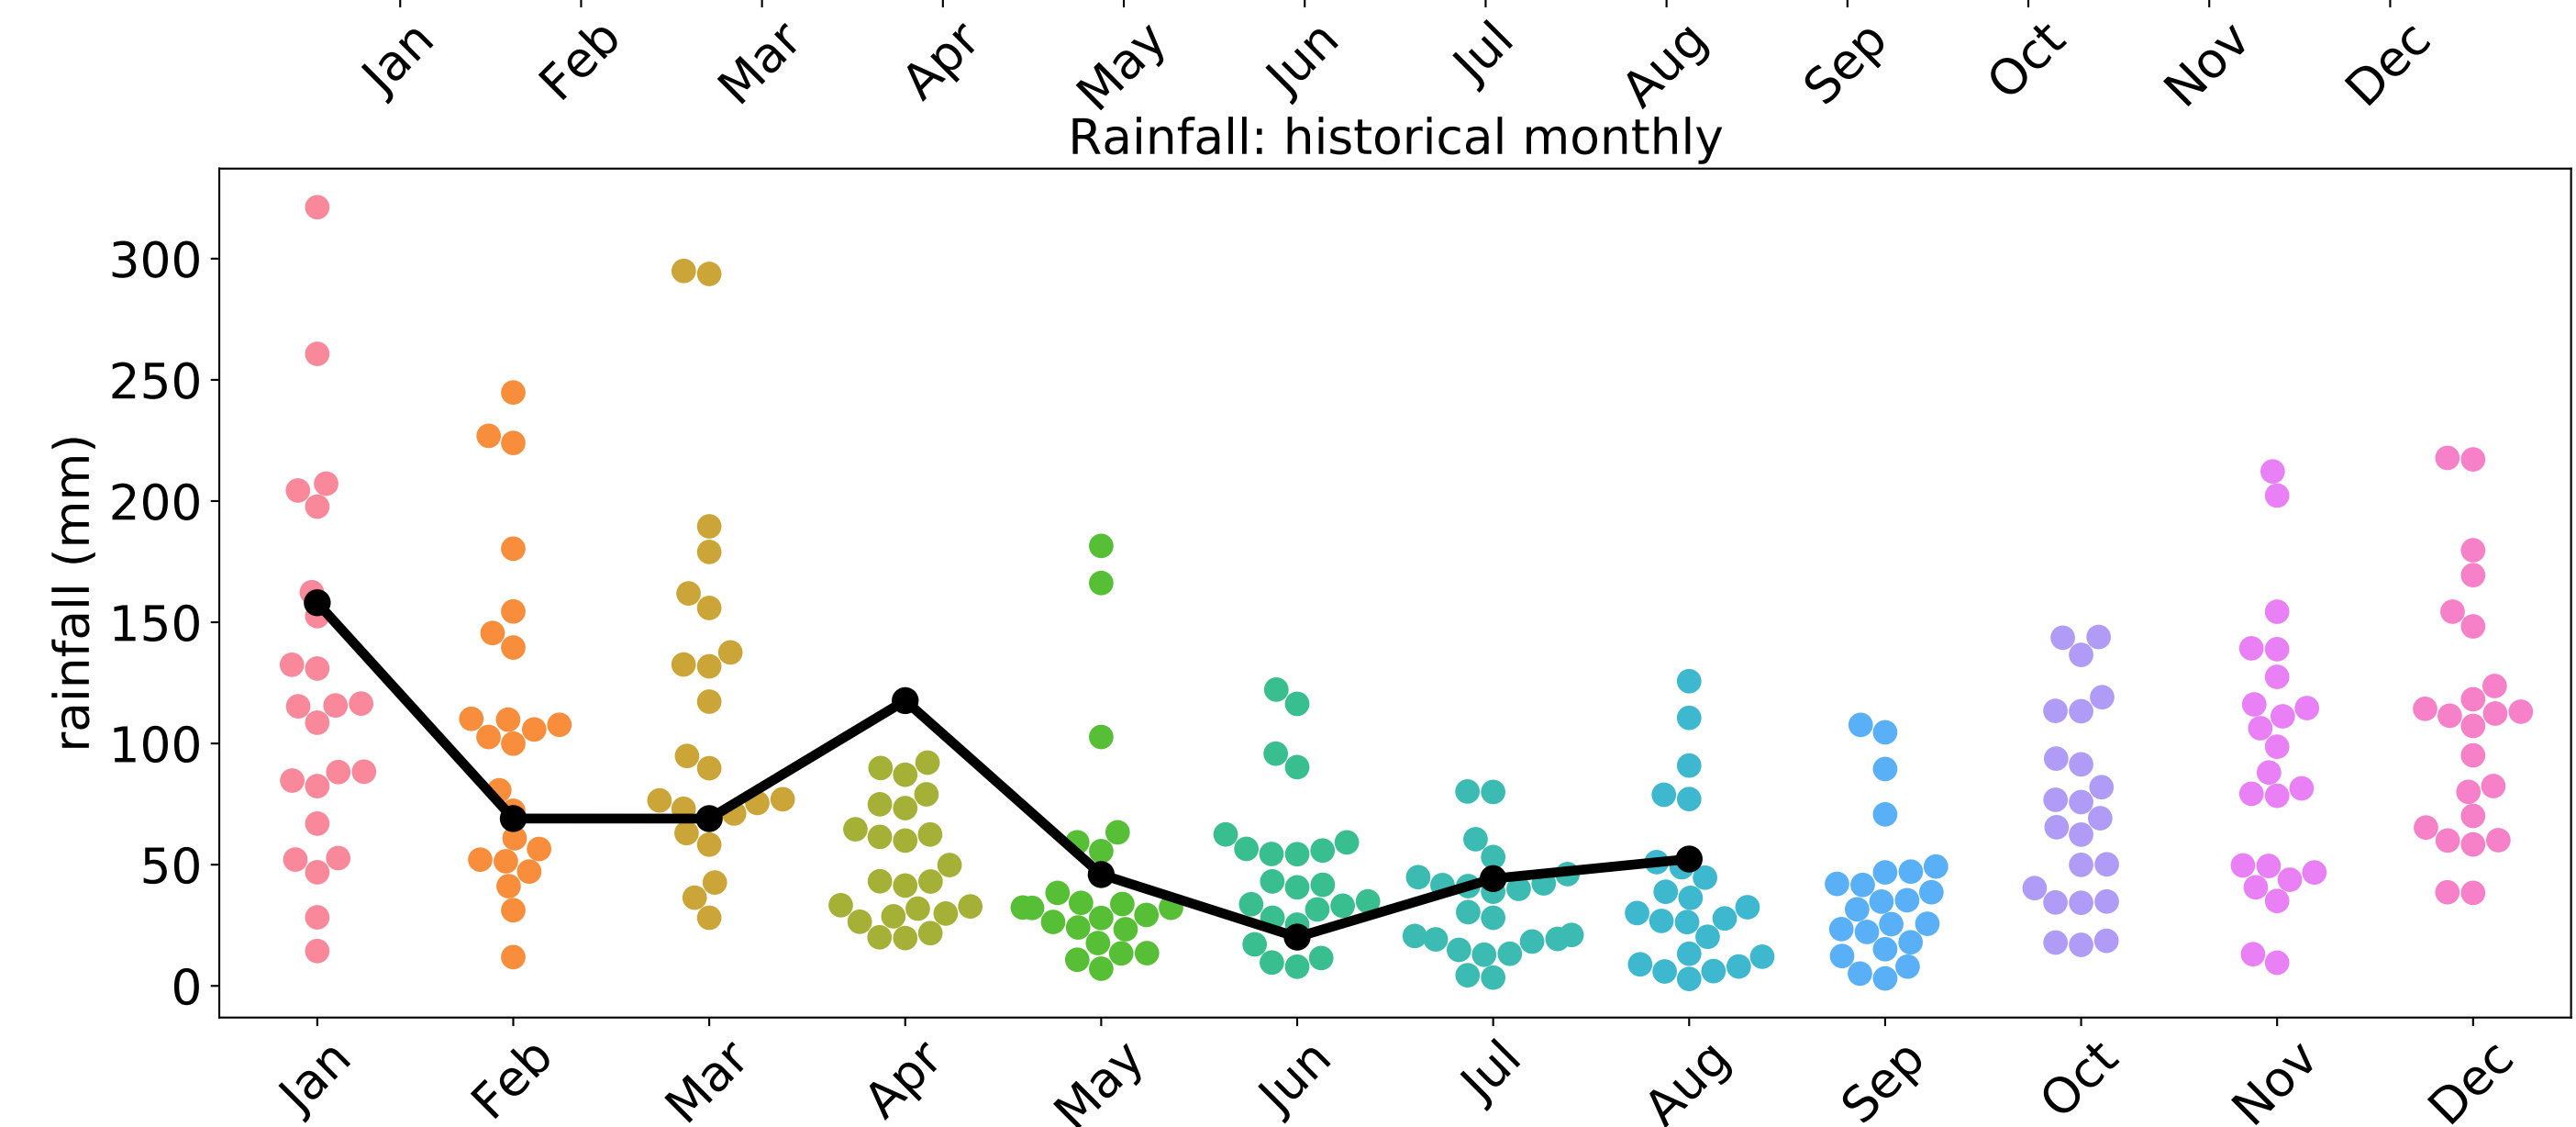 Jan Feb Mar Apr May Jun Jul Aug Sep Oct Nov Dec
Rainfall: historical monthly
rainfall (mm)
300
250
200
150
100
50
0
Jan Feb Mar Apr May Jun Jul Aug Sep Oct Nov Dec